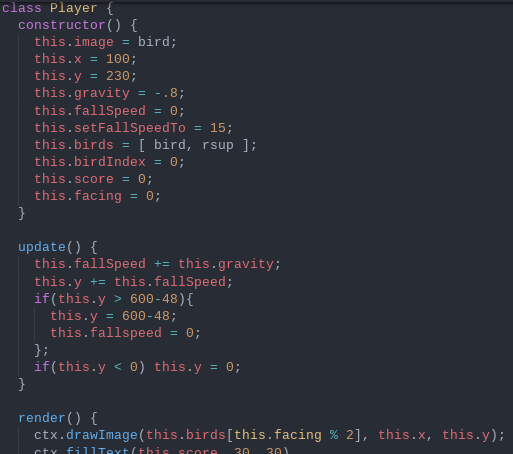 class Player {
constructor() {
this.image = bird;
this.x = 100;
this.y = 230;
this.gravity = -.8;
this.fallSpeed = 0;
this.setFallSpeedTo = 15;
this.birds = [ bird, rsup ];
this.birdIndex = 0;
this.score = 0;
this.facing = 0;
}
update() {
this.fallSpeed += this.gravity;
this.y += this.fallSpeed;
if(this.y > 600-48){
this.y = 600-48;
this.fallspeed = 0;
};
if(this.y < 0) this.y = 0;
}
render() {
ctx.drawImage(this.birds[this.facing % 2], this.x, this.y);
ctx.fillText(this.score, 30, 30)